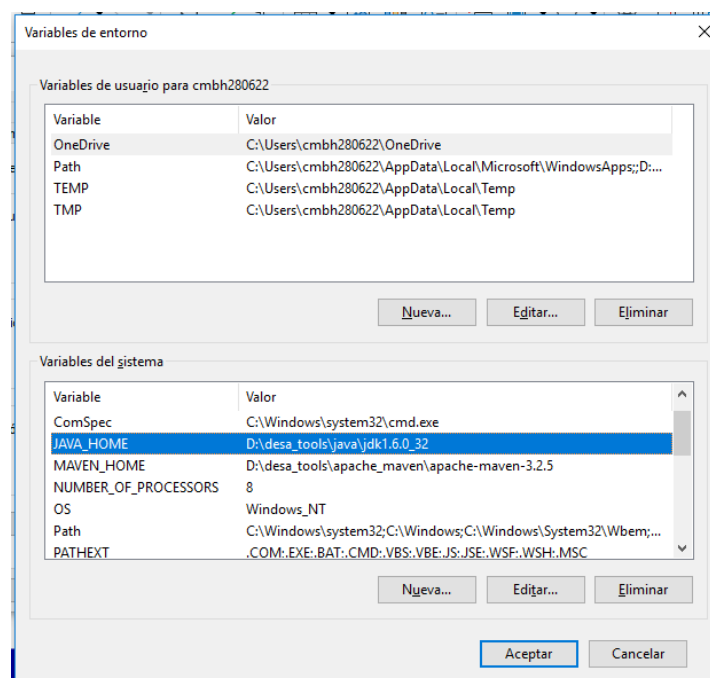 Variables de entorno
Variables de usuario para cmbh280622
Variable Valor
OneDrive C:\Users\cmbh280622\OneDrive
Path C:\Users\cmbh280622\AppData\Local\Microsoft\WindowsApps;;D:...
TEMP C:\Users\cmbh280622\AppData\Local\Temp
TMP C:\Users\cmbh280622\AppData\Local\Temp
Nueva... Editar... Eliminar
Variables del sistema
Variable Valor
ComSpec C:\Windows\system32\cmd.exe
JAVA_HOME D:\desa_tools\java\jdk1.6.0_32
MAVEN_HOME D:\desa_tools\apache_maven\apache-maven-3.2.5
NUMBER_OF_PROCESSORS 8
OS Windows_NT
Path C:\Windows\system32;C:\Windows;C:\Windows\System32\Wbem;...
PATHEXT .COM;.EXE;.BAT;.CMD;.VBS;.VBE;.JS;.JSE;.WSF;.WSH;.MSC
Nueva... Editar... Eliminar
Aceptar Cancelar